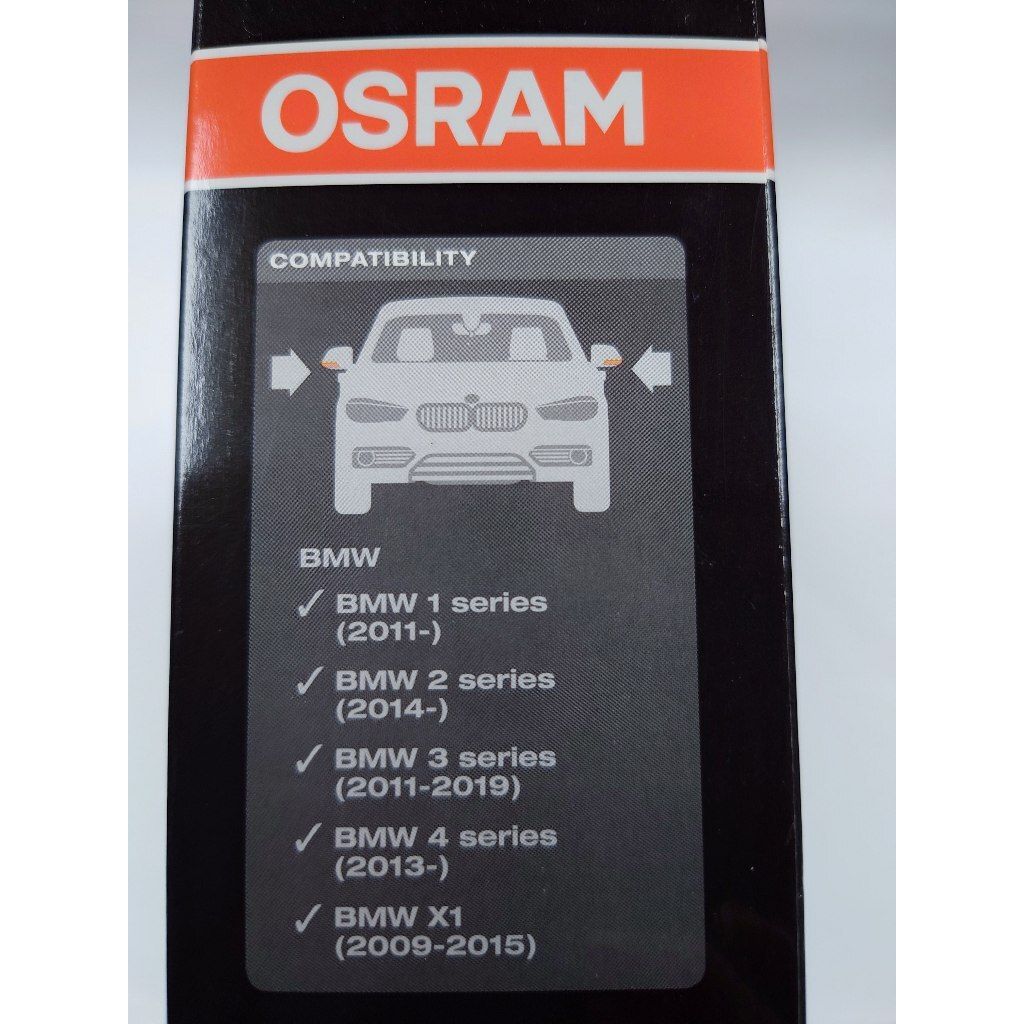 OSRAM
COMPATIBILITY
BMW
✓ BMW 1 series
(2011-)
✓ BMW 2 series
(2014-)
✓ BMW 3 series
(2011-2019)
✓ BMW 4 series
(2013-)
✓ BMW X1
(2009-2015)